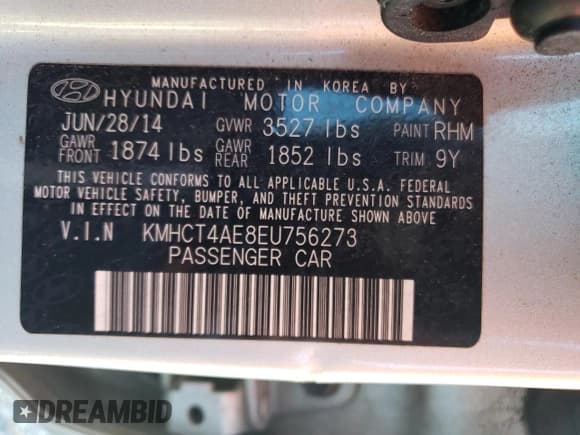 MANUFACTURED IN KOREA BY
HYUNDAI MOTOR COMPANY
JUN/28/14 GVWR 3527 lbs PAINT RHM
GAWR FRONT 1874 lbs GAWR REAR 1852 lbs TRIM 9Y
THIS VEHICLE CONFORMS TO ALL APPLICABLE U.S.A. FEDERAL
MOTOR VEHICLE SAFETY, BUMPER, AND THEFT PREVENTION STANDARDS
IN EFFECT ON THE DATE OF MANUFACTURE SHOWN ABOVE
V.I.N KMHCT4AE8EU756273
PASSENGER CAR
DREAMBID